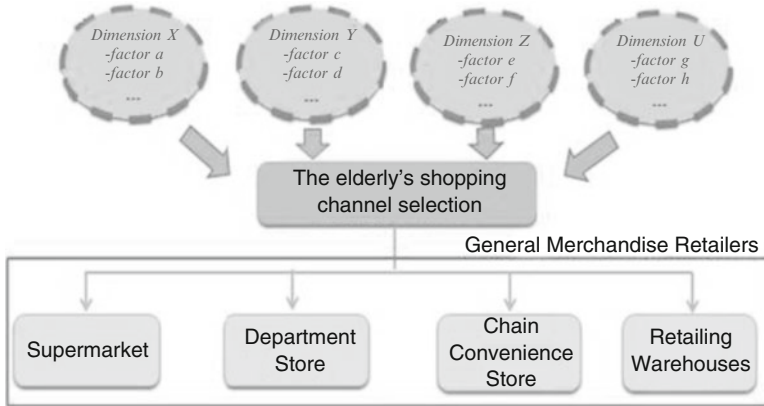 Dimension X
-factor a
-factor b
...
Dimension Y
-factor c
-factor d
...
Dimension Z
-factor e
-factor f
...
Dimension U
-factor g
-factor h
...
The elderly's shopping
channel selection
General Merchandise Retailers
Supermarket
Department
Store
Chain
Convenience
Store
Retailing
Warehouses